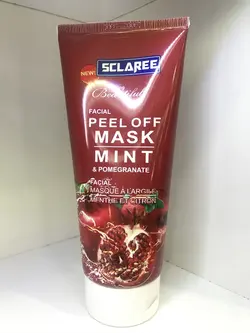 NEW!
SCLAREE
Beautiful
FACIAL
PEEL OFF
MASK
MINT
& POMEGRANATE
FACIAL
MASQUE À L'ARGILE
MENTHE ET CITRON